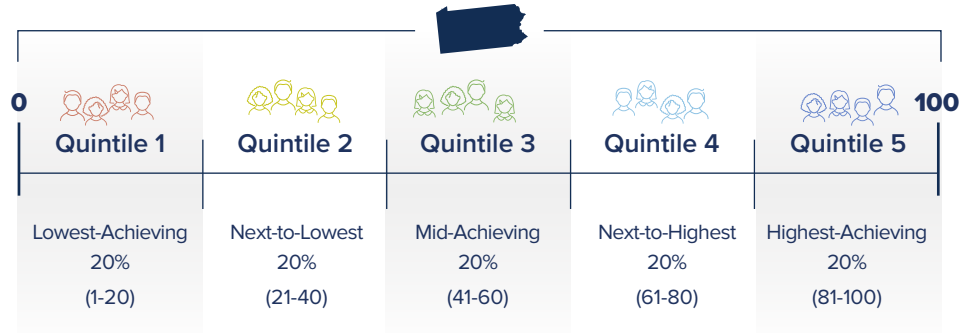 0
100
Quintile 1
Quintile 2
Quintile 3
Quintile 4
Quintile 5
Lowest-Achieving
20%
(1-20)
Next-to-Lowest
20%
(21-40)
Mid-Achieving
20%
(41-60)
Next-to-Highest
20%
(61-80)
Highest-Achieving
20%
(81-100)